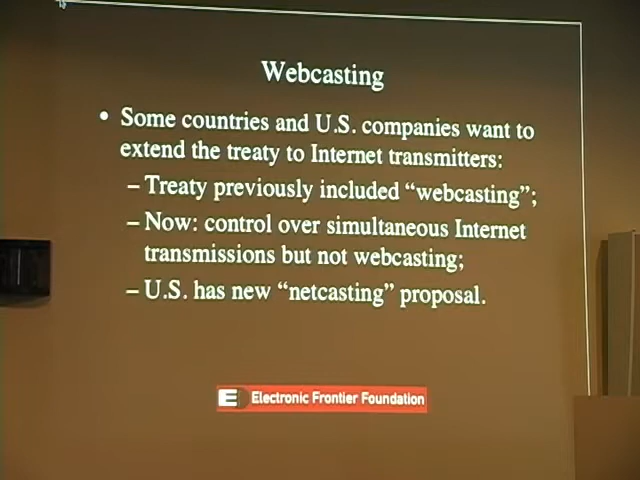 Webcasting
• Some countries and U.S. companies want to
extend the treaty to Internet transmitters:
– Treaty previously included “webcasting”;
– Now: control over simultaneous Internet
transmissions but not webcasting;
– U.S. has new “netcasting” proposal.
E Electronic Frontier Foundation